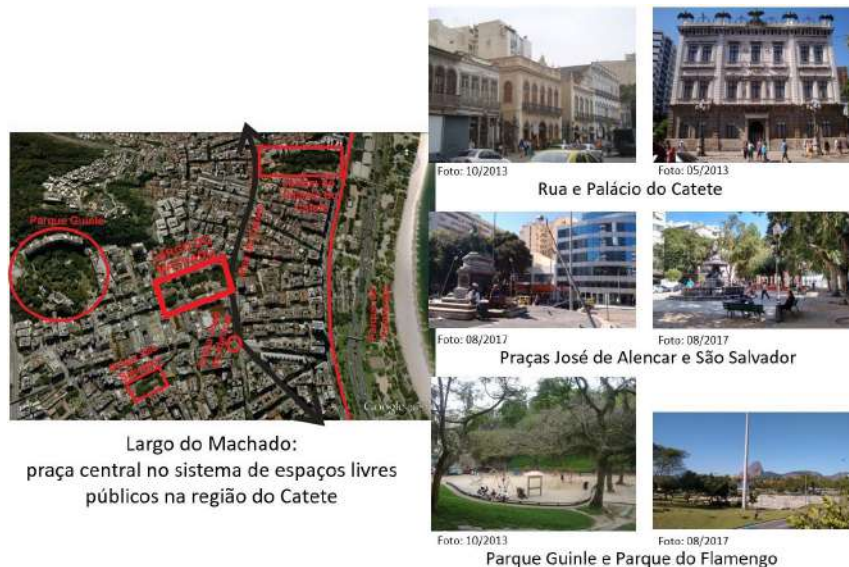 Parque Guinle
Google
Largo do Machado:
praça central no sistema de espaços livres
públicos na região do Catete
Foto: 10/2013
Foto: 05/2013
Rua e Palácio do Catete
Foto: 08/2017
Foto: 08/2017
Praças José de Alencar e São Salvador
Foto: 10/2013
Foto: 08/2017
Parque Guinle e Parque do Flamengo